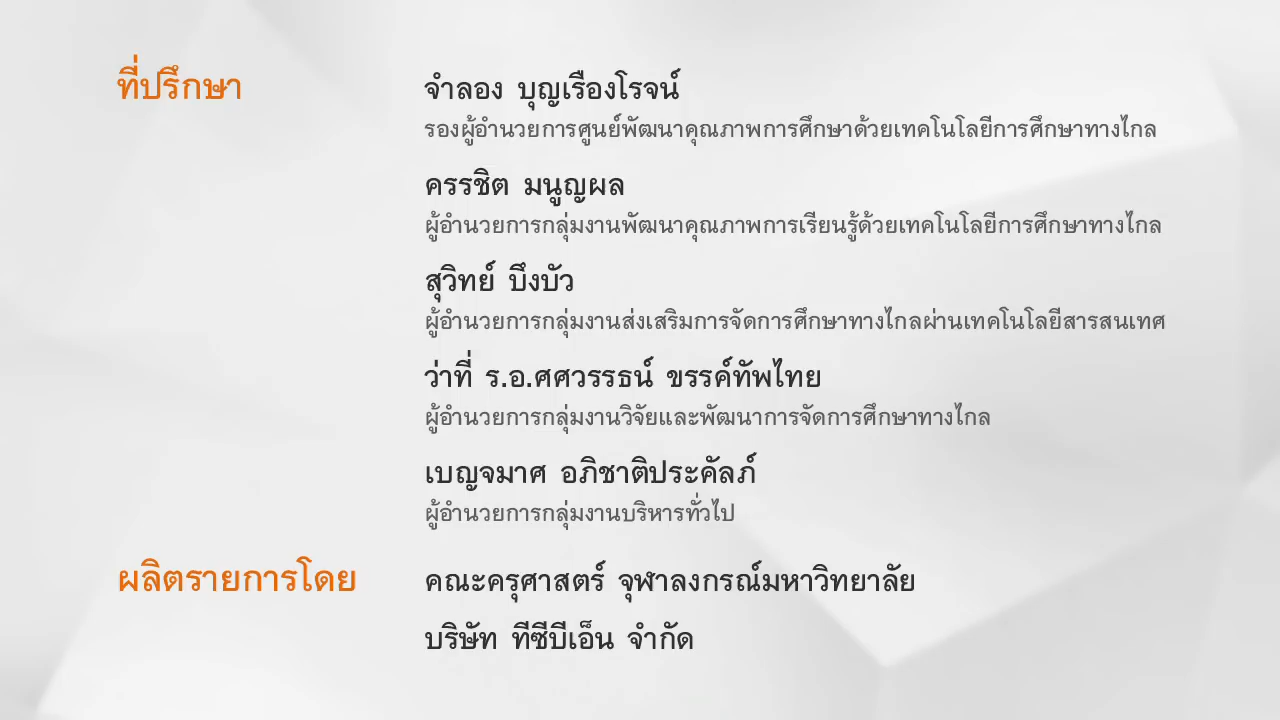 ที่ปรึกษา จำลอง บุญเรืองโรจน์
รองผู้อำนวยการศูนย์พัฒนาคุณภาพการศึกษาด้วยเทคโนโลยีการศึกษาทางไกล
ครรชิต มนูญผล
ผู้อำนวยการกลุ่มงานพัฒนาคุณภาพการเรียนรู้ด้วยเทคโนโลยีการศึกษาทางไกล
สุวิทย์ บึงบัว
ผู้อำนวยการกลุ่มงานส่งเสริมการจัดการศึกษาทางไกลผ่านเทคโนโลยีสารสนเทศ
ว่าที่ ร.อ.ศศวรรธน์ ขรรค์ทัพไทย
ผู้อำนวยการกลุ่มงานวิจัยและพัฒนาการจัดการศึกษาทางไกล
เบญจมาศ อภิชาติประคัลภ์
ผู้อำนวยการกลุ่มงานบริหารทั่วไป
ผลิตรายการโดย คณะครุศาสตร์ จุฬาลงกรณ์มหาวิทยาลัย
บริษัท ทีซีบีเอ็น จำกัด